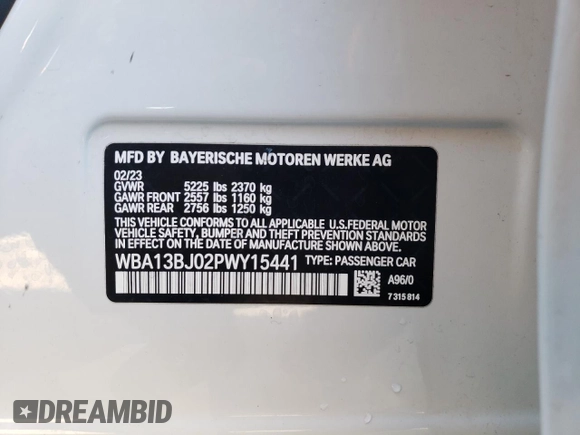 MFD BY BAYERISCHE MOTOREN WERKE AG
02/23
GVWR 5225 lbs 2370 kg
GAWR FRONT 2557 lbs 1160 kg
GAWR REAR 2756 lbs 1250 kg
THIS VEHICLE CONFORMS TO ALL APPLICABLE U.S.FEDERAL MOTOR
VEHICLE SAFETY, BUMPER AND THEFT PREVENTION STANDARDS IN
EFFECT ON THE DATE OF MANUFACTURE SHOWN ABOVE.
WBA13BJ02PWY15441 TYPE: PASSENGER CAR
A96/0
7 315 814
DREAMBID